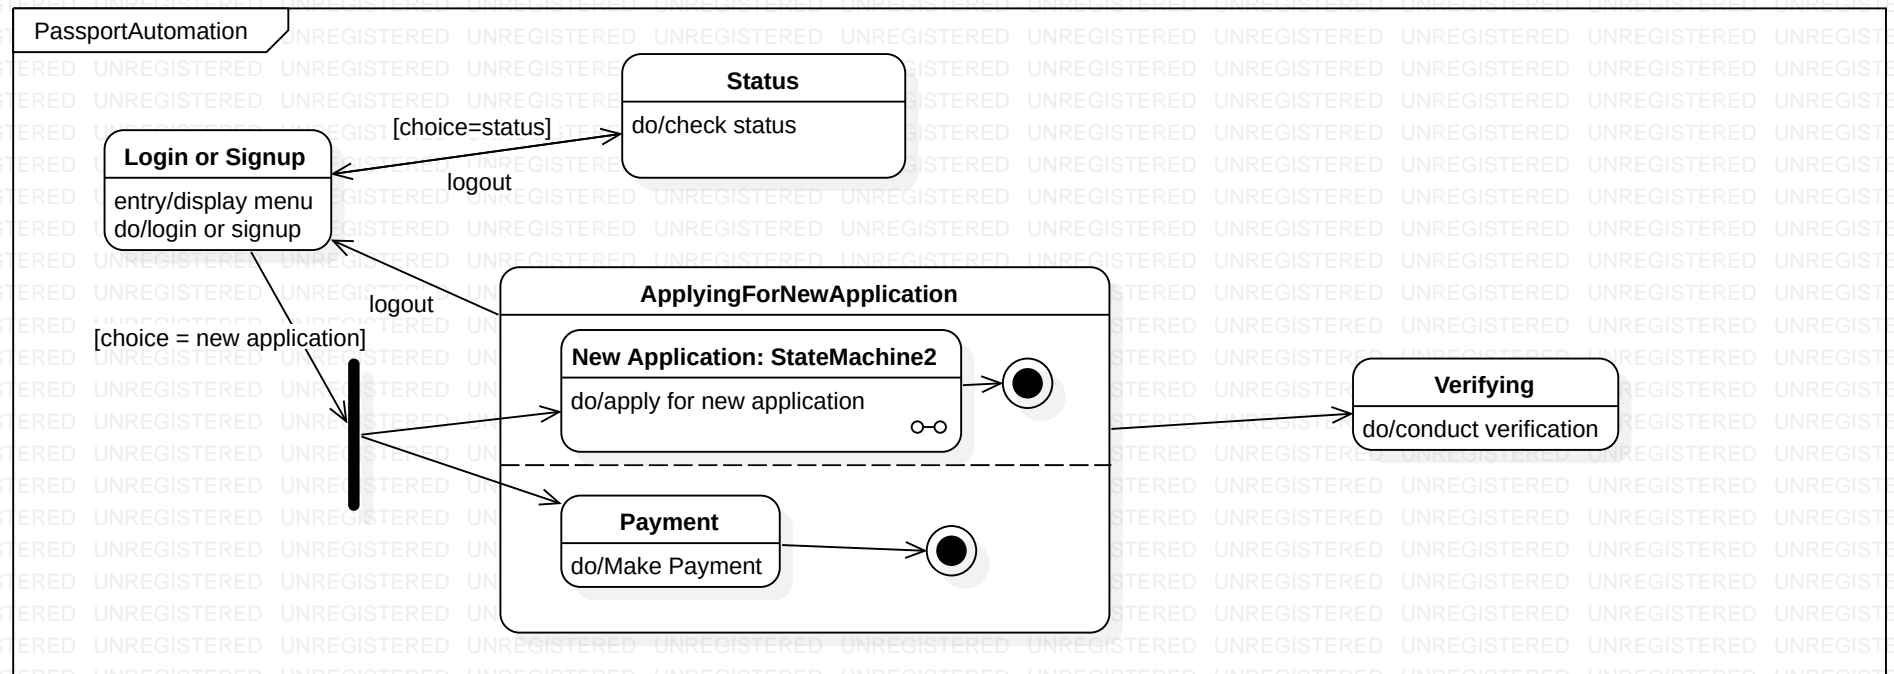 PassportAutomation
Status
do/check status
[choice=status]
logout
Login or Signup
entry/display menu
do/login or signup
logout
[choice = new application]
ApplyingForNewApplication
New Application: StateMachine2
do/apply for new application
Payment
do/Make Payment
Verifying
do/conduct verification
UNREGISTERED